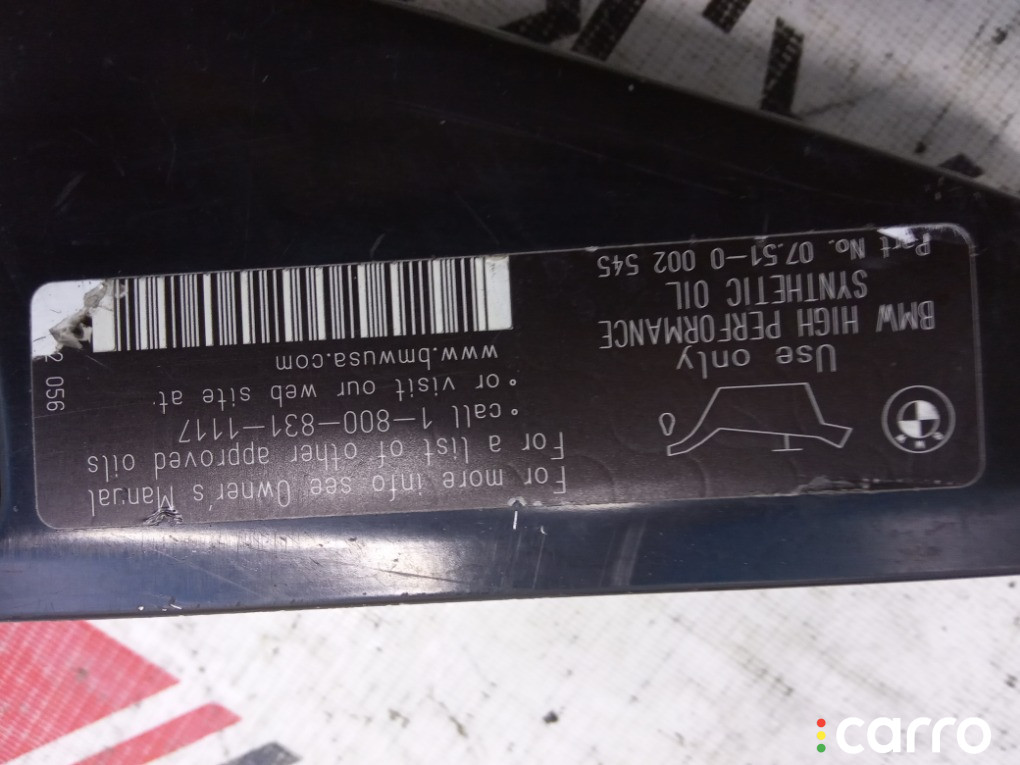 Use only
BMW HIGH PERFORMANCE
SYNTHETIC OIL
Part No. 07.51-0 002 545
For more info see Owner's Manual
For a list of other approved oils
• call 1-800-831-1117
• or visit our web site at
www.bmwusa.com
2 056
carro